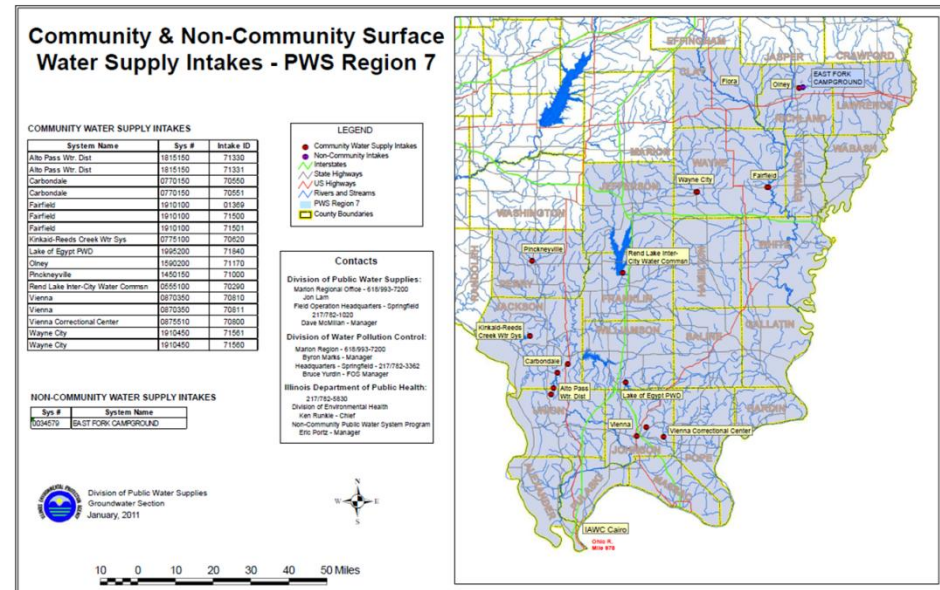 Community & Non-Community Surface
Water Supply Intakes - PWS Region 7
COMMUNITY WATER SUPPLY INTAKES
System Name Sys # Intake ID
Alto Pass Wtr. Dist 1815150 71330
Alto Pass Wtr. Dist 1815150 71331
Carbondale 0770150 70550
Carbondale 0770150 70551
Fairfield 1910100 01369
Fairfield 1910100 71500
Fairfield 1910100 71501
Kinkaid-Reeds Creek Wtr Sys 0775100 70620
Lake of Egypt PWD 1995200 71840
Olney 1590200 71170
Pinckneyville 1450150 71000
Rend Lake Inter-City Water Commsn 0555100 70290
Vienna 0870350 70810
Vienna 0870350 70811
Vienna Correctional Center 0875510 70800
Wayne City 1910450 71561
Wayne City 1910450 71560
NON-COMMUNITY WATER SUPPLY INTAKES
Sys # System Name
0034579 EAST FORK CAMPGROUND
LEGEND
Community Water Supply Intakes
Non-Community Intakes
Interstates
State Highways
US Highways
Rivers and Streams
PWS Region 7
County Boundaries
Contacts
Division of Public Water Supplies:
Marion Regional Office - 618/993-7200
Jon Lam
Field Operation Headquarters - Springfield
217/782-1020
Dave McMillan - Manager
Division of Water Pollution Control:
Marion Region - 618/993-7200
Byron Marks - Manager
Headquarters - Springfield - 217/782-3362
Bruce Yurdin - FOS Manager
Illinois Department of Public Health:
217/782-5830
Division of Environmental Health
Ken Runkle - Chief
Non-Community Public Water System Program
Eric Portz - Manager
Division of Public Water Supplies
Groundwater Section
January, 2011
N
W E
S
10 0 10 20 30 40 50 Miles
EFFINGHAM
JASPER
CRAWFORD
CLAY
Flora
Olney
EAST FORK
CAMPGROUND
LAWRENCE
RICHLAND
WABASH
MARION
WAYNE
EDWARDS
JEFFERSON
Wayne City
Fairfield
WASHINGTON
RANDOLPH
Pinckneyville
Rend Lake Inter-
City Water Commsn
WHITE
PERRY
HAMILTON
FRANKLIN
JACKSON
WILLIAMSON
SALINE
GALLATIN
Kinkaid-Reeds
Creek Wtr Sys
Carbondale
Alto Pass
Wtr. Dist
Lake of Egypt PWD
UNION
HARDIN
Vienna
Vienna Correctional Center
JOHNSON
POPE
ALEXANDER
PULASKI
MASSAC
IAWC Cairo
Ohio R.
Mile 978